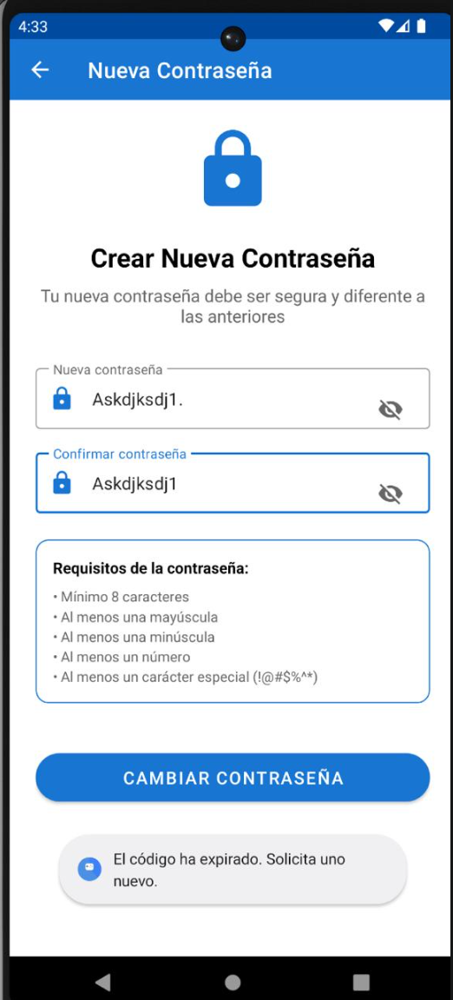 4:33
Nueva Contraseña
Crear Nueva Contraseña
Tu nueva contraseña debe ser segura y diferente a
las anteriores
Nueva contraseña
Askdjksdj1.
Confirmar contraseña
Askdjksdj1
Requisitos de la contraseña:
• Mínimo 8 caracteres
• Al menos una mayúscula
• Al menos una minúscula
• Al menos un número
• Al menos un carácter especial (!@#$%^*)
CAMBIAR CONTRASEÑA
El código ha expirado. Solicita uno
nuevo.